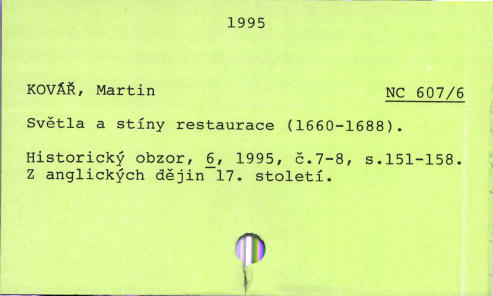 1995
KOVÁŘ, Martin NC 607/6
Světla a stíny restaurace (1660-1688).
Historický obzor, 6, 1995, č.7-8, s.151-158.
Z anglických dějin 17. století.